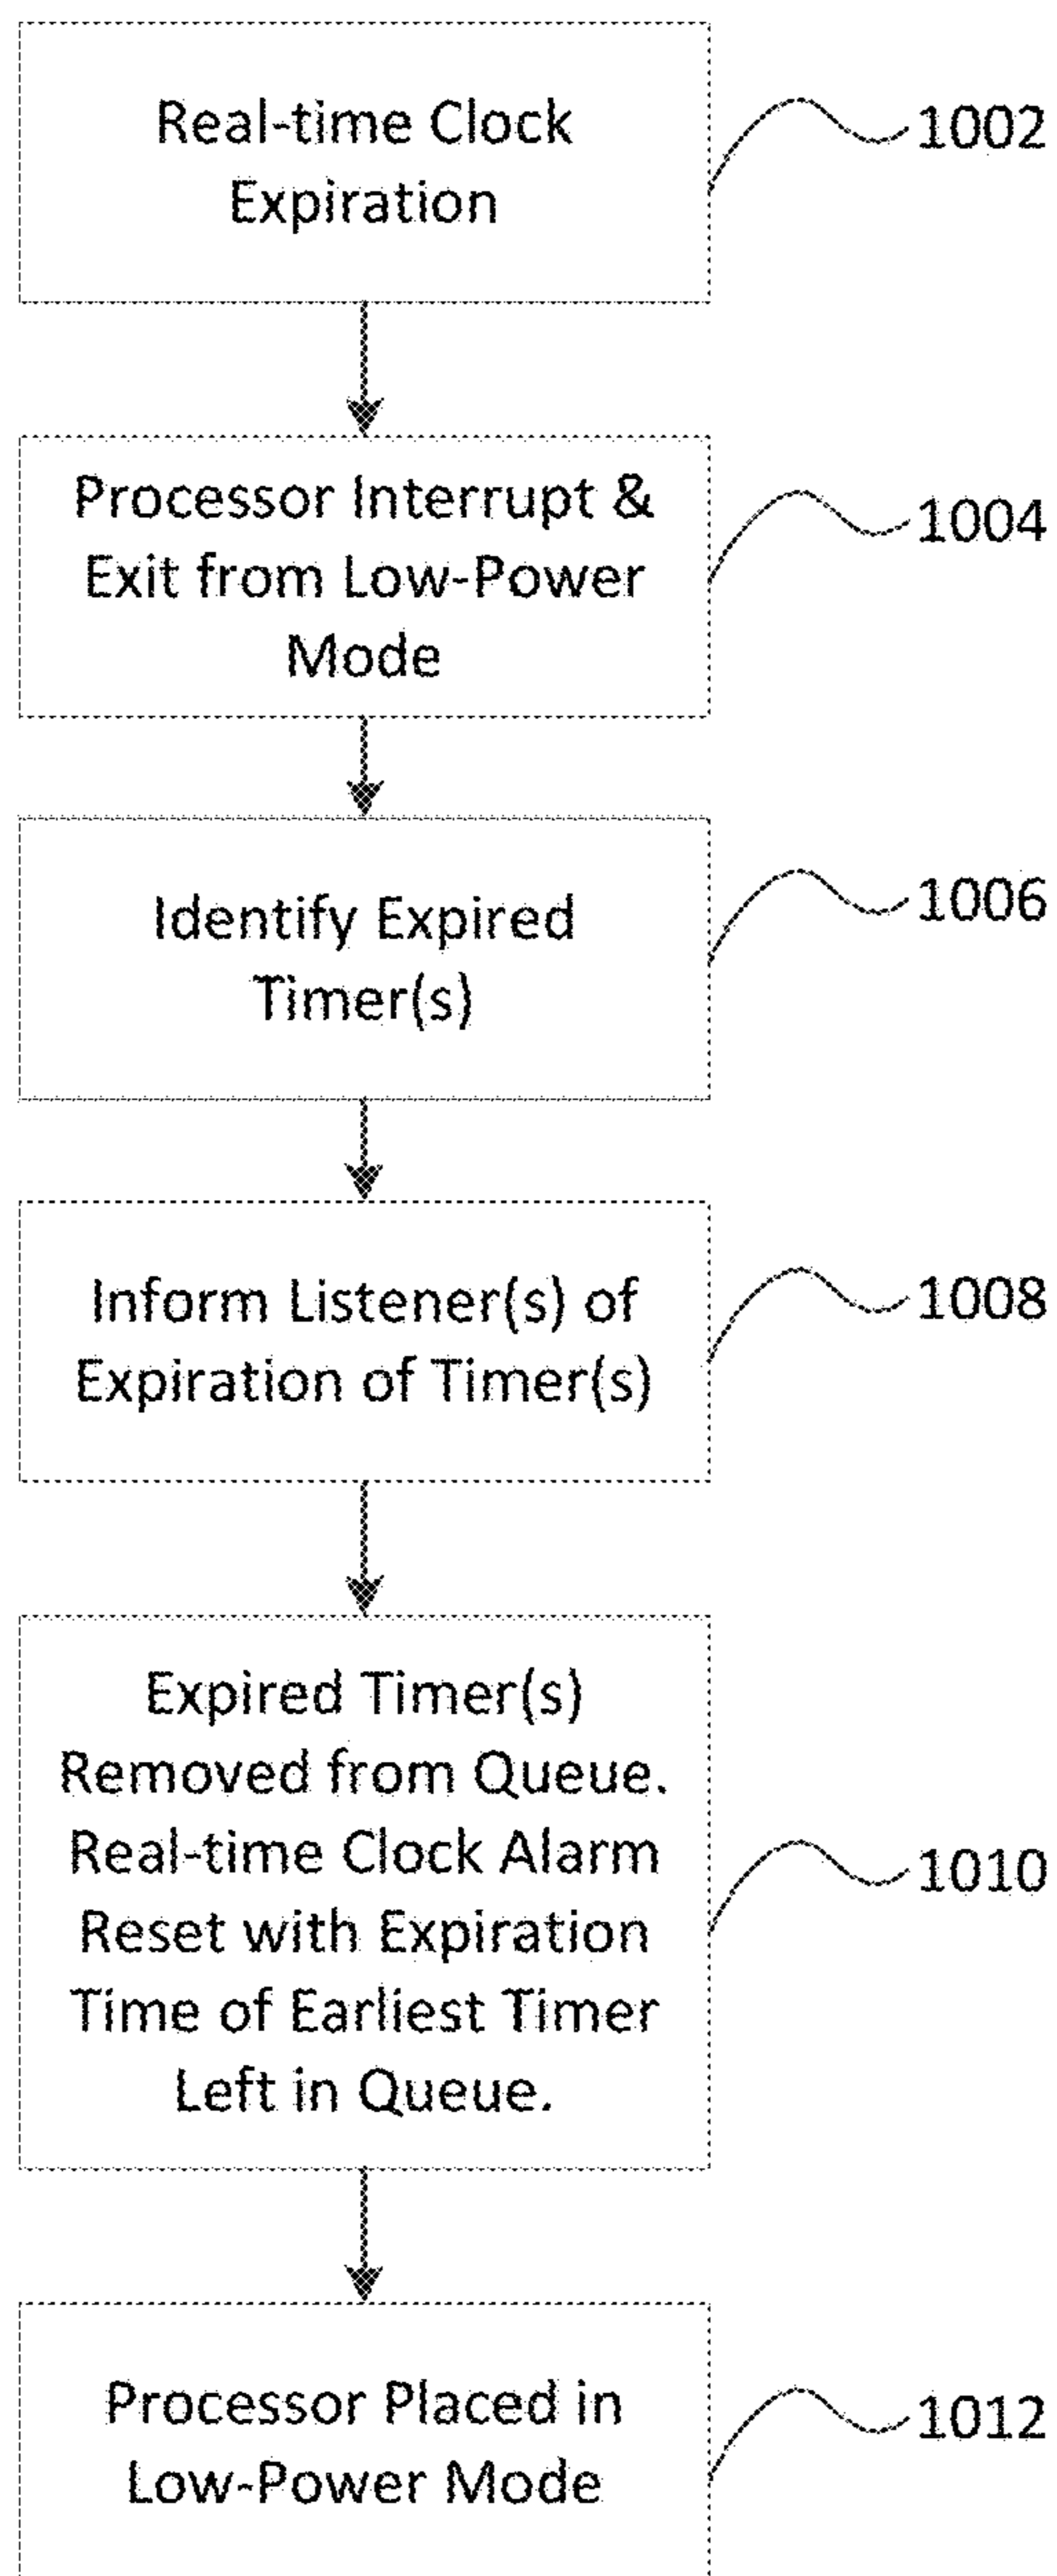 Real-time Clock
Expiration
1002
Processor Interrupt &
Exit from Low-Power
Mode
1004
Identify Expired
Timer(s)
1006
Inform Listener(s) of
Expiration of Timer(s)
1008
Expired Timer(s)
Removed from Queue.
Real-time Clock Alarm
Reset with Expiration
Time of Earliest Timer
Left in Queue.
1010
Processor Placed in
Low-Power Mode
1012